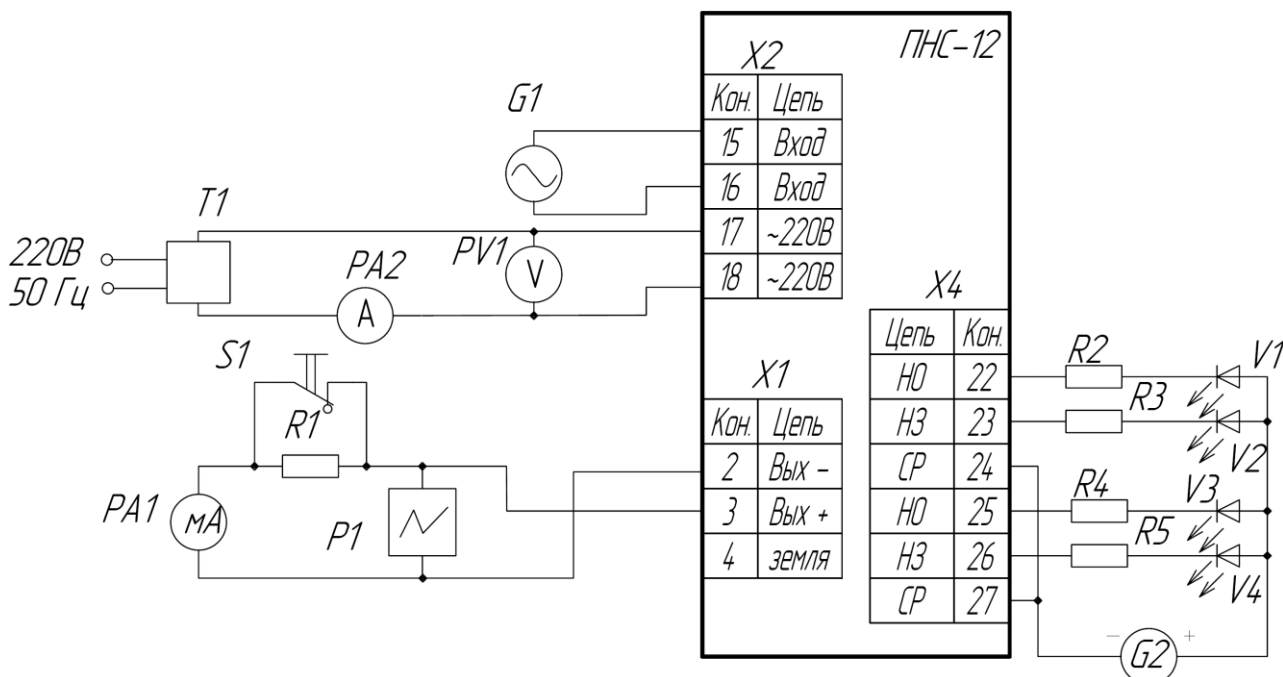 ПНС-12
X2
Кон. Цепь
15 Вход
16 Вход
17 ~220В
18 ~220В
G1
T1
220В
50 Гц
PA2
A
PV1
V
S1
R1
PA1
мА
P1
X1
Кон. Цепь
2 Вых -
3 Вых +
4 земля
X4
Цепь Кон.
НО 22
НЗ 23
СР 24
НО 25
НЗ 26
СР 27
R2
V1
R3
V2
R4
V3
R5
V4
- G2 +